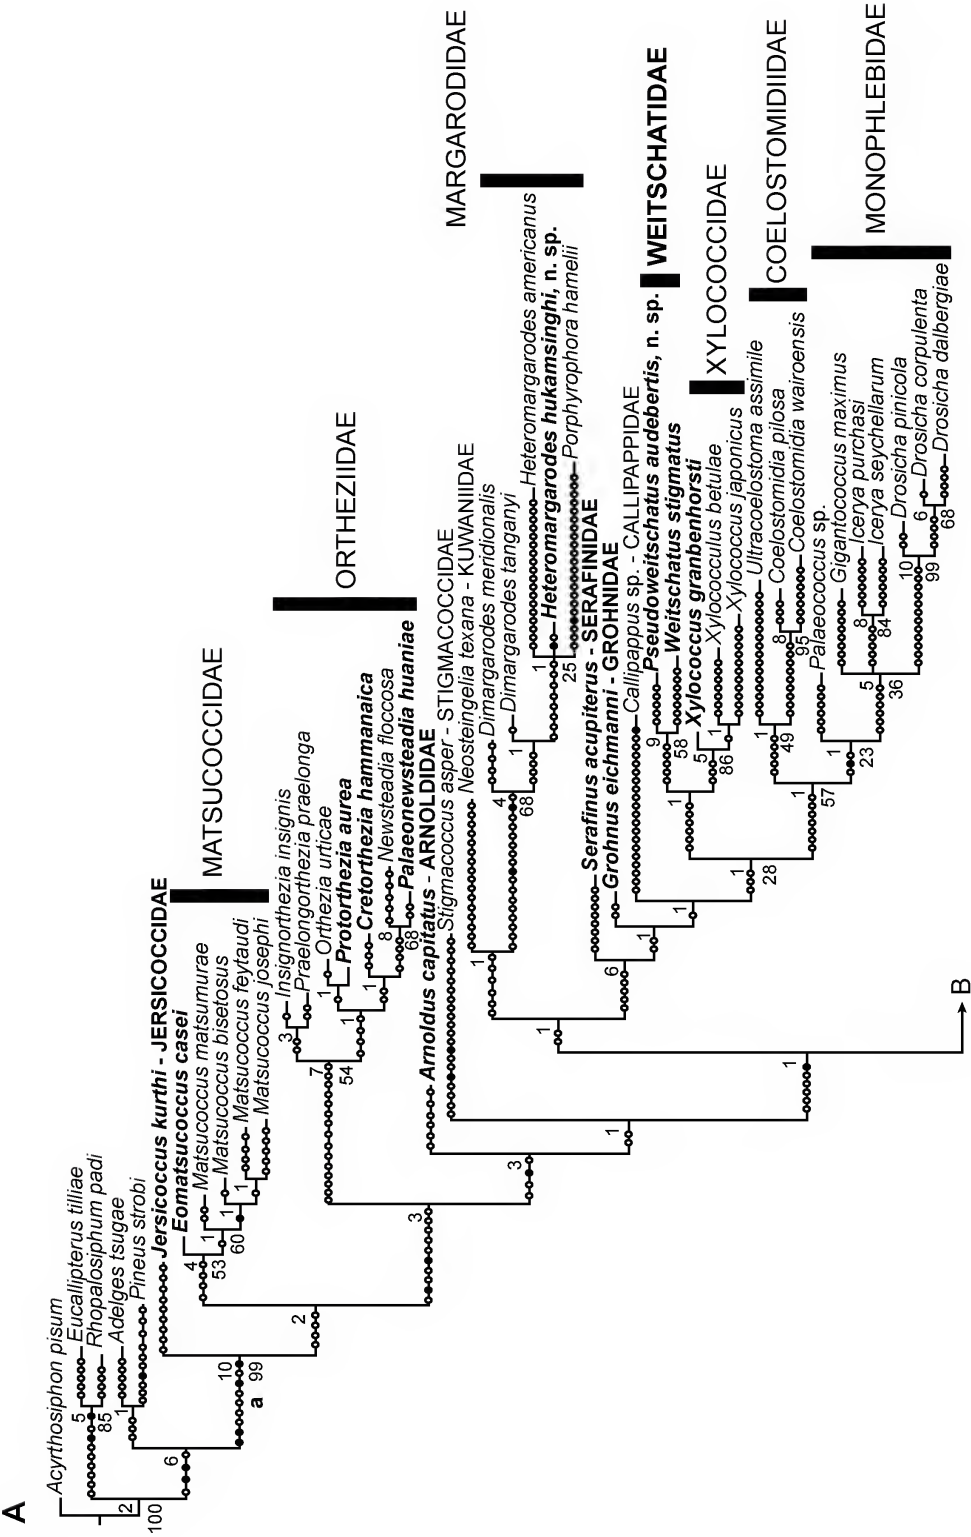 A
Acyrthosiphon pisum
Eucallipterus tilliae
Rhopalosiphum padi
Adelges tsugae
Pineus strobi
Jersicoccus kurthi - JERSICOCCIDAE
Eomatsucoccus casei
Matsucoccus matsumurae
Matsucoccus bisetosus
Matsucoccus feytaudi
Matsucoccus josephi
MATSUCOCCIDAE
Insignorthezia insignis
Praelongorthezia praelonga
Orthezia urticae
Protorthezia aurea
Cretorthezia hammanaica
Newsteadia floccosa
Palaeonewsteadia huaniae
ORTHEZIIDAE
Arnoldus capitatus - ARNOLDIDAE
Stigmacoccus asper - STIGMACOCCIDAE
Neosteingelia texana - KUWANIIDAE
Dimargarodes meridionalis
Dimargarodes tanganyi
Heteromargarodes americanus
Heteromargarodes hukamsinghi, n. sp.
Porphyrophora hamelii
MARGARODIDAE
Serafinus acupiterus - SERAFINIDAE
Grohnus eichmanni - GROHNIDAE
Callipappus sp. - CALLIPAPPIDAE
Pseudoweitschatus audebertis, n. sp.
Weitschatus stigmatus
WEITSCHATIDAE
Xylococcus granbenhorsti
Xylococculus betulae
Xylococcus japonicus
XYLOCOCCIDAE
Ultracoelostoma assimile
Coelostomidia pilosa
Coelostomidia wairoensis
COELOSTOMIDIIDAE
Palaeococcus sp.
Gigantococcus maximus
Icerya purchasi
Icerya seychellarum
Drosicha pinicola
Drosicha corpulenta
Drosicha dalbergiae
MONOPHLEBIDAE
2
100
5
85
1
6
10
99
a
2
4
53
1
60
1
1
3
7
54
3
1
1
1
8
68
3
1
1
1
1
4
68
1
1
25
6
1
1
1
28
1
9
58
5
86
1
1
57
1
49
8
95
1
23
5
36
8
84
10
99
6
68
B